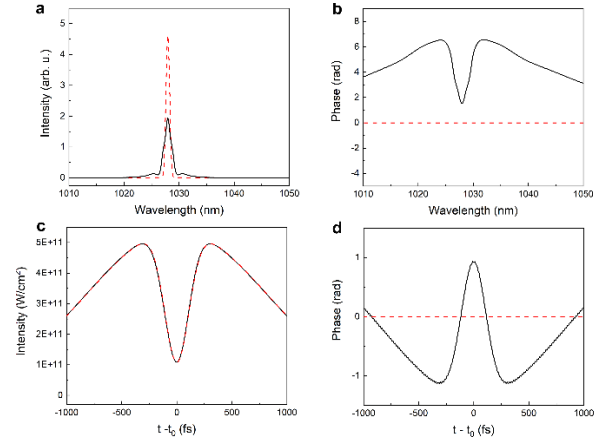 a
Intensity (arb. u.)
5
4
3
2
1
0
1010 1020 1030 1040 1050
Wavelength (nm)
b
Phase (rad)
8
6
4
2
0
-2
-4
1010 1020 1030 1040 1050
Wavelength (nm)
c
Intensity (W/cm²)
5E+11
4E+11
3E+11
2E+11
1E+11
0
-1000 -500 0 500 1000
t -t₀ (fs)
d
Phase (rad)
1
0
-1
-1000 -500 0 500 1000
t - t₀ (fs)